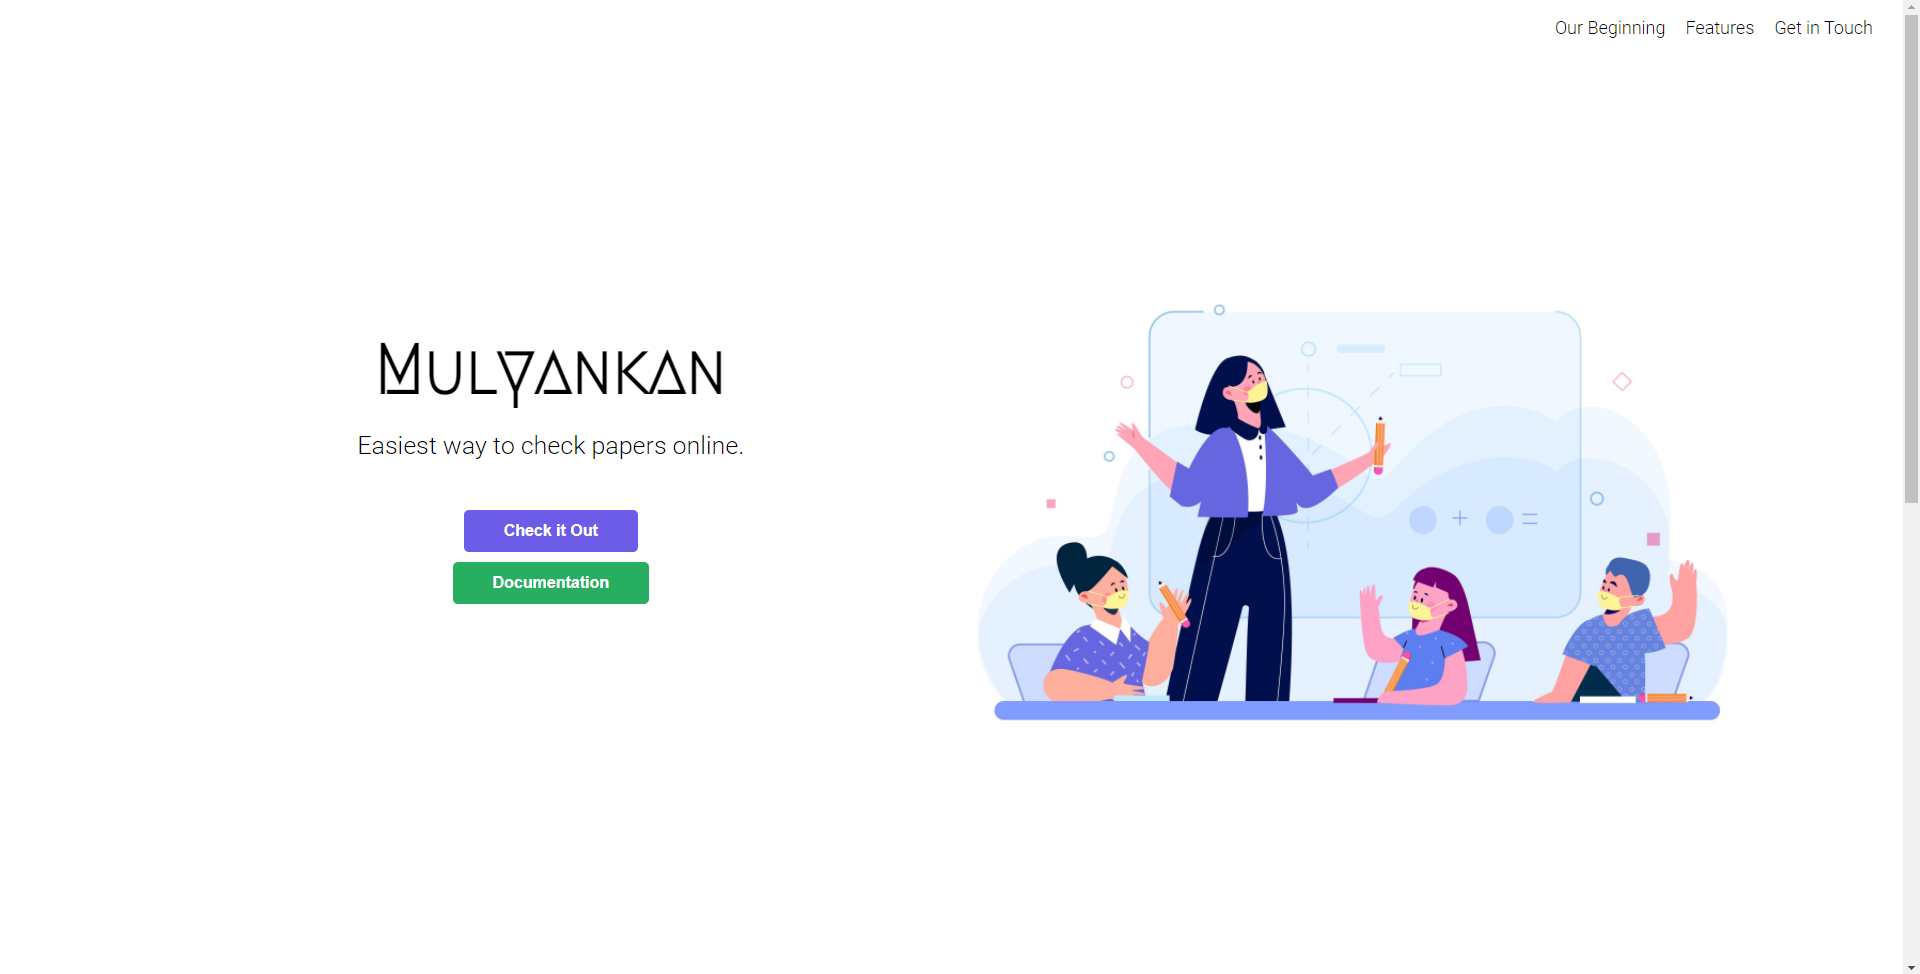 Our Beginning Features Get in Touch
MULYANKAN
Easiest way to check papers online.
Check it Out
Documentation